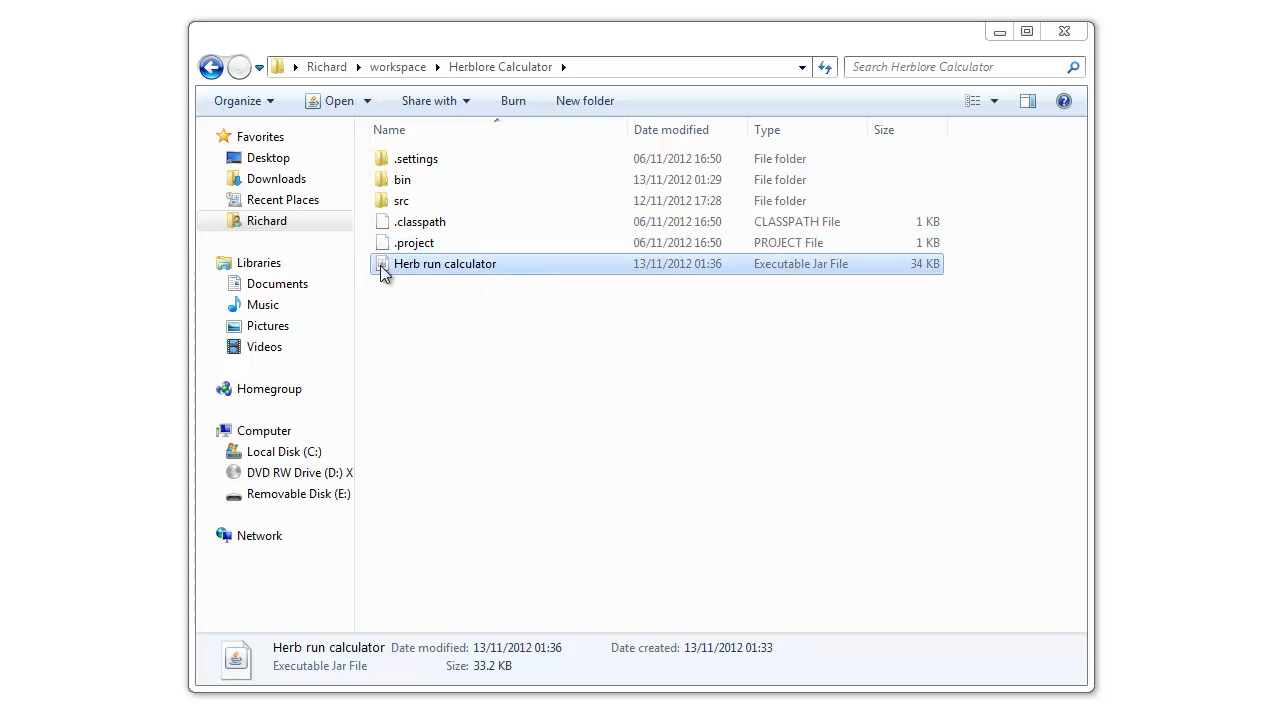 Richard workspace Herblore Calculator Search Herblore Calculator
Organize Open Share with Burn New folder
Name Date modified Type Size
Favorites
Desktop
Downloads
Recent Places
Richard
Libraries
Documents
Music
Pictures
Videos
Homegroup
Computer
Local Disk (C:)
DVD RW Drive (D:) X
Removable Disk (E:)
Network
.settings 06/11/2012 16:50 File folder
bin 13/11/2012 01:29 File folder
src 12/11/2012 17:28 File folder
.classpath 06/11/2012 16:50 CLASSPATH File 1 KB
.project 06/11/2012 16:50 PROJECT File 1 KB
Herb run calculator 13/11/2012 01:36 Executable Jar File 34 KB
Herb run calculator Date modified: 13/11/2012 01:36 Date created: 13/11/2012 01:33
Executable Jar File Size: 33.2 KB